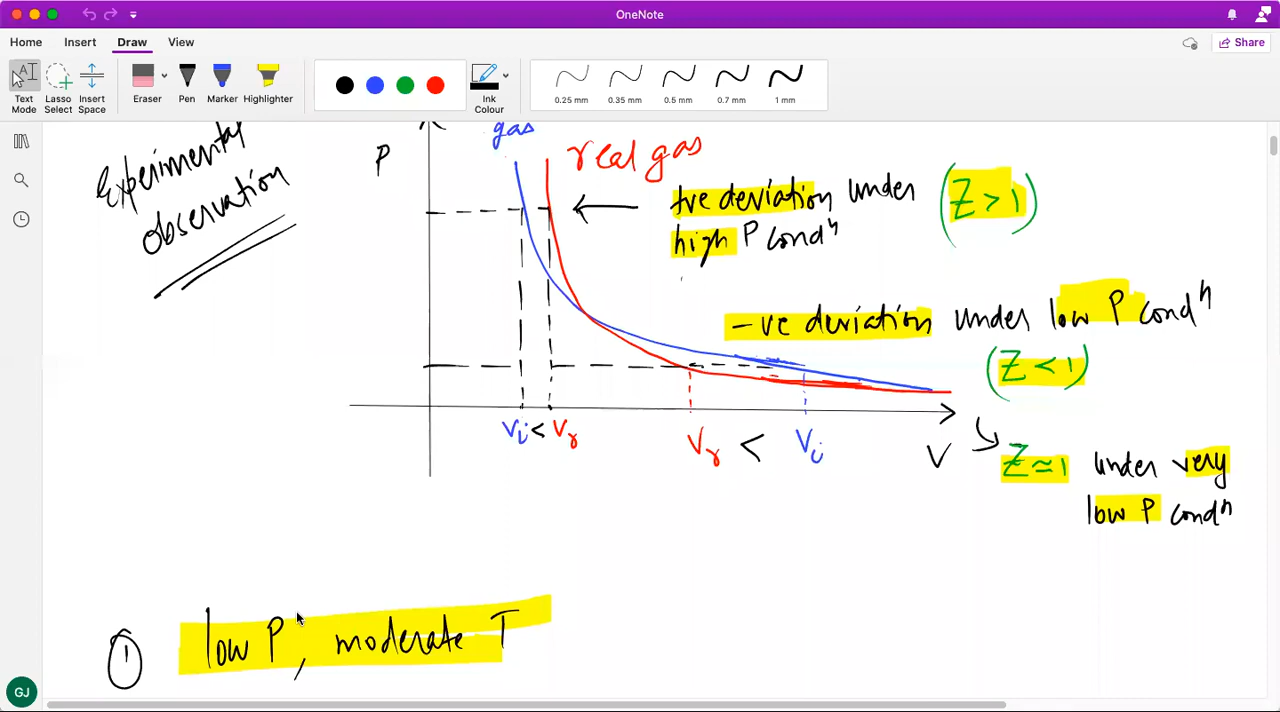 OneNote
Home Insert Draw View
Share
Text Mode
Lasso Select
Insert Space
Eraser
Pen
Marker
Highlighter
Ink Colour
0.25 mm
0.35 mm
0.5 mm
0.7 mm
1 mm
Experimental
observation
P
gas
real gas
+ve deviation under
high P condⁿ
(Z > 1)
-ve deviation under low P condⁿ
(Z < 1)
Vi < Vr
Vr < Vi
V
Z ≃ 1 under very
low P condⁿ
① low P, moderate T
GJ